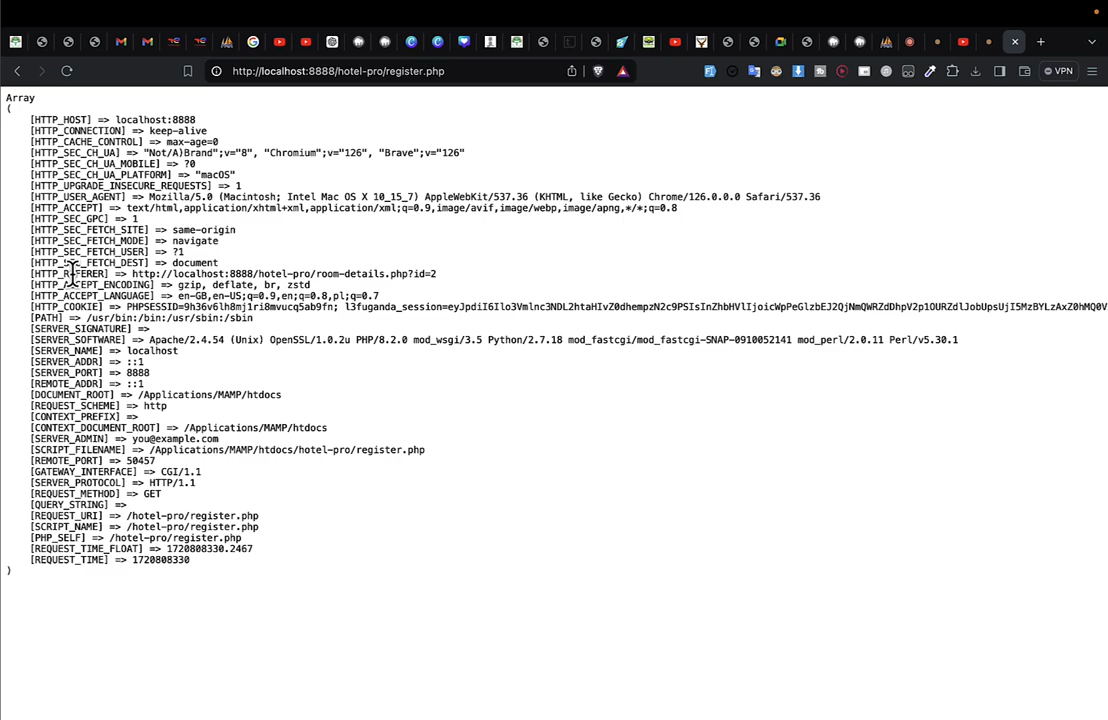 http://localhost:8888/hotel-pro/register.php
VPN
Array
(
[HTTP_HOST] => localhost:8888
[HTTP_CONNECTION] => keep-alive
[HTTP_CACHE_CONTROL] => max-age=0
[HTTP_SEC_CH_UA] => "Not/A)Brand";v="8", "Chromium";v="126", "Brave";v="126"
[HTTP_SEC_CH_UA_MOBILE] => ?0
[HTTP_SEC_CH_UA_PLATFORM] => "macOS"
[HTTP_UPGRADE_INSECURE_REQUESTS] => 1
[HTTP_USER_AGENT] => Mozilla/5.0 (Macintosh; Intel Mac OS X 10_15_7) AppleWebKit/537.36 (KHTML, like Gecko) Chrome/126.0.0.0 Safari/537.36
[HTTP_ACCEPT] => text/html,application/xhtml+xml,application/xml;q=0.9,image/avif,image/webp,image/apng,*/*;q=0.8
[HTTP_SEC_GPC] => 1
[HTTP_SEC_FETCH_SITE] => same-origin
[HTTP_SEC_FETCH_MODE] => navigate
[HTTP_SEC_FETCH_USER] => ?1
[HTTP_SEC_FETCH_DEST] => document
[HTTP_REFERER] => http://localhost:8888/hotel-pro/room-details.php?id=2
[HTTP_ACCEPT_ENCODING] => gzip, deflate, br, zstd
[HTTP_ACCEPT_LANGUAGE] => en-GB,en-US;q=0.9,en;q=0.8,pl;q=0.7
[HTTP_COOKIE] => PHPSESSID=9h36v6lh8mj1ri8mvucq5ab9fn;
[PATH] => /usr/bin:/bin:/usr/sbin:/sbin
[SERVER_SIGNATURE] =>
[SERVER_SOFTWARE] => Apache/2.4.54 (Unix) OpenSSL/1.0.2u PHP/8.2.0 mod_wsgi/3.5 Python/2.7.18 mod_fastcgi/mod_fastcgi-SNAP-0910052141 mod_perl/2.0.11 Perl/v5.30.1
[SERVER_NAME] => localhost
[SERVER_ADDR] => ::1
[SERVER_PORT] => 8888
[REMOTE_ADDR] => ::1
[DOCUMENT_ROOT] => /Applications/MAMP/htdocs
[REQUEST_SCHEME] => http
[CONTEXT_PREFIX] =>
[CONTEXT_DOCUMENT_ROOT] => /Applications/MAMP/htdocs
[SERVER_ADMIN] => you@example.com
[SCRIPT_FILENAME] => /Applications/MAMP/htdocs/hotel-pro/register.php
[REMOTE_PORT] => 50457
[GATEWAY_INTERFACE] => CGI/1.1
[SERVER_PROTOCOL] => HTTP/1.1
[REQUEST_METHOD] => GET
[QUERY_STRING] =>
[REQUEST_URI] => /hotel-pro/register.php
[SCRIPT_NAME] => /hotel-pro/register.php
[PHP_SELF] => /hotel-pro/register.php
[REQUEST_TIME_FLOAT] => 1720808330.2467
[REQUEST_TIME] => 1720808330
)